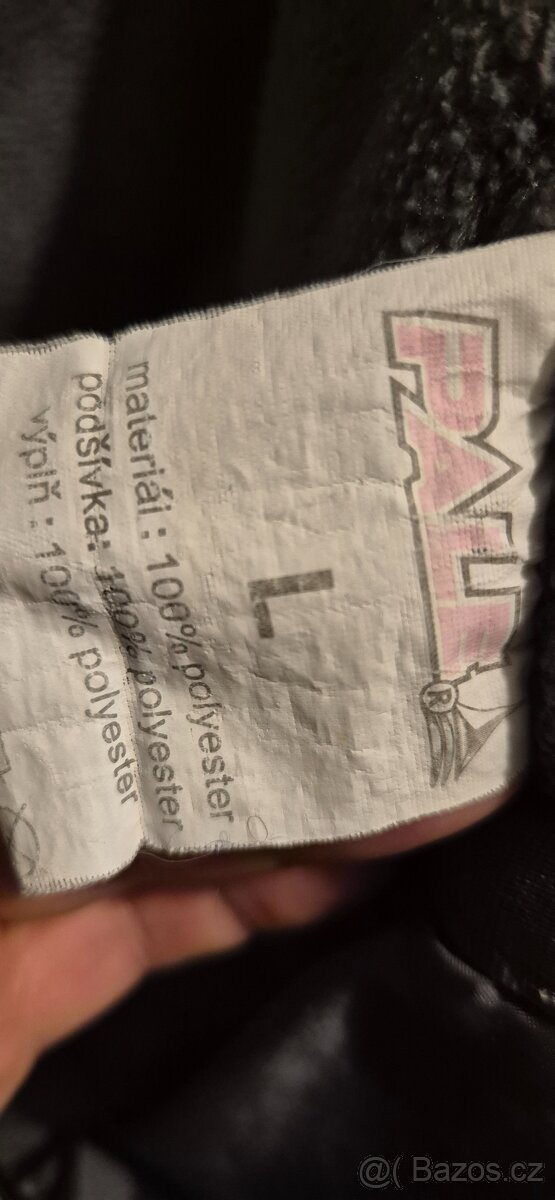 PALE
®
L
materiál : 100% polyester
podšívka: 100% polyester
výplň : 100% polyester
@( Bazos.cz